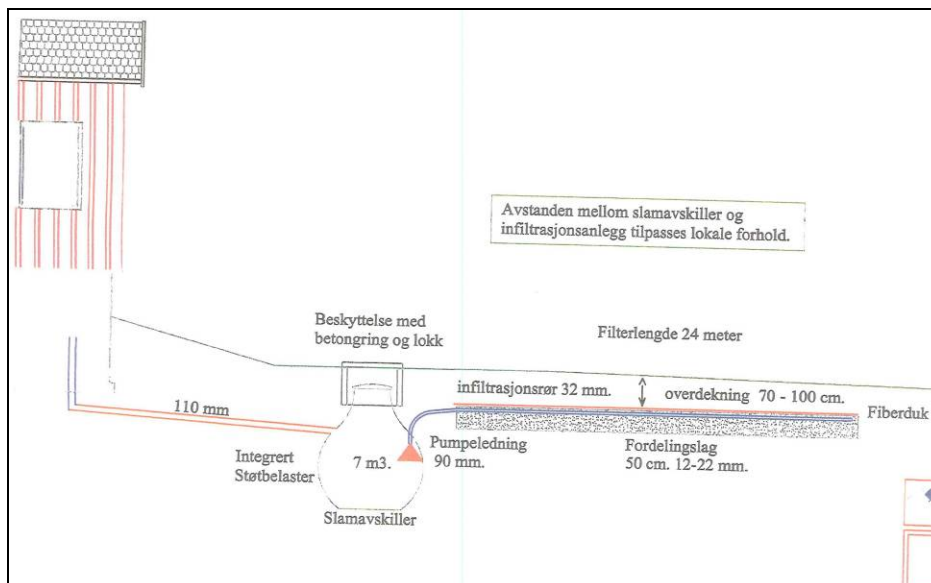 Avstanden mellom slamavskiller og
infiltrasjonsanlegg tilpasses lokale forhold.
Beskyttelse med
betongring og lokk
Filterlengde 24 meter
infiltrasjonsrør 32 mm.
overdekning 70 - 100 cm.
Fiberduk
110 mm
Integrert
Støtbelaster
7 m3.
Pumpeledning
90 mm.
Fordelingslag
50 cm. 12-22 mm.
Slamavskiller